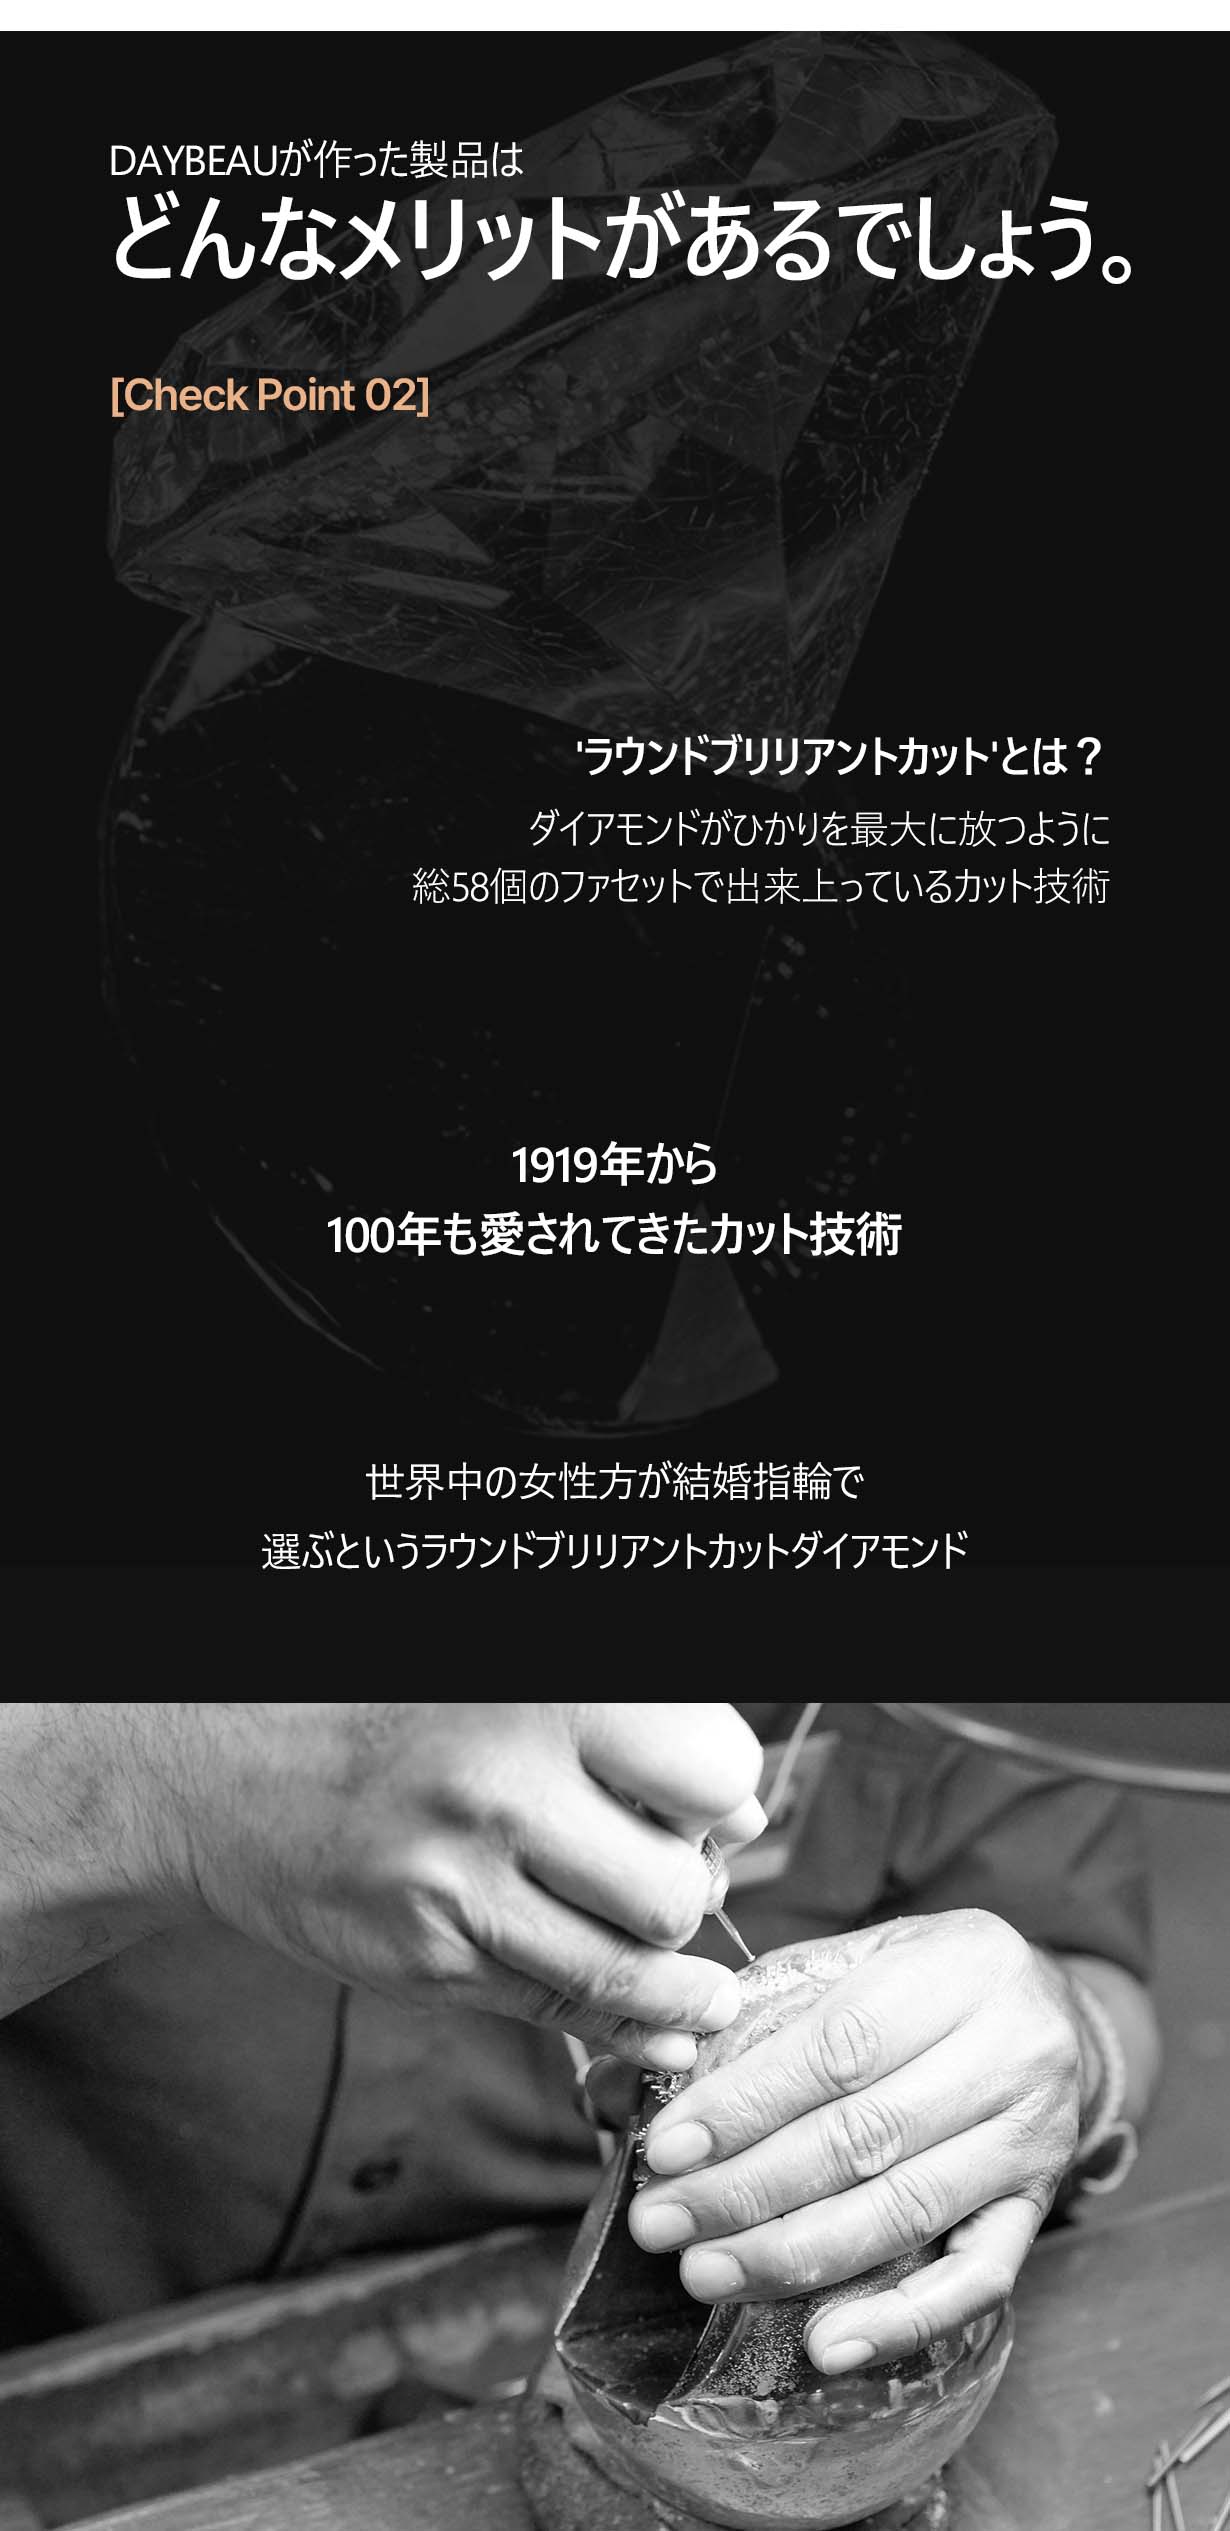 DAYBEAUが作った製品は
どんなメリットがあるでしょう。
[Check Point 02]
'ラウンドブリリアントカット'とは？
ダイアモンドがひかりを最大に放つように
総58個のファセットで出来上っているカット技術
1919年から
100年も愛されてきたカット技術
世界中の女性方が結婚指輪で
選ぶというラウンドブリリアントカットダイアモンド